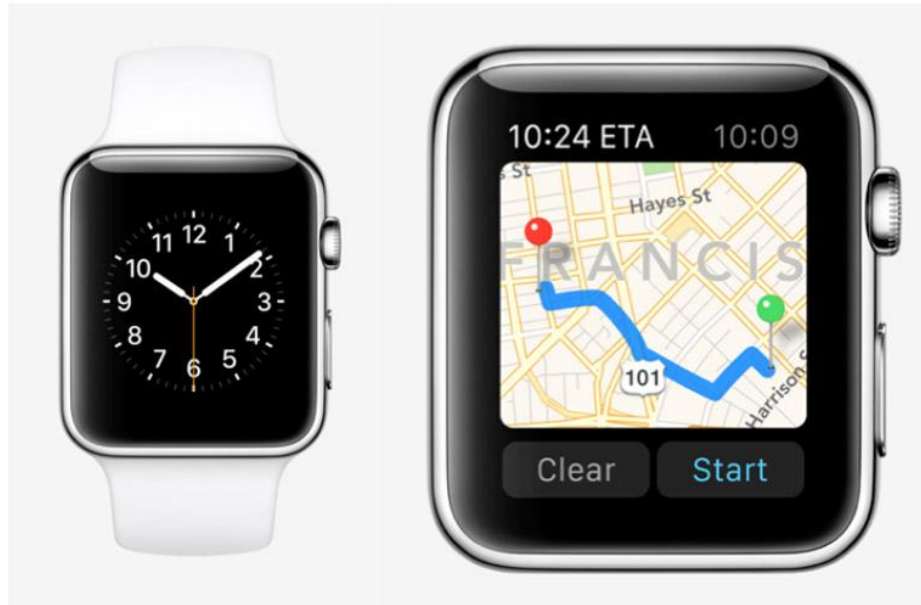 12
11 1
10 2
9 3
8 4
7 5
6
10:24 ETA 10:09
St
Hayes St
FRANCIS
101
Harrison S
Clear Start